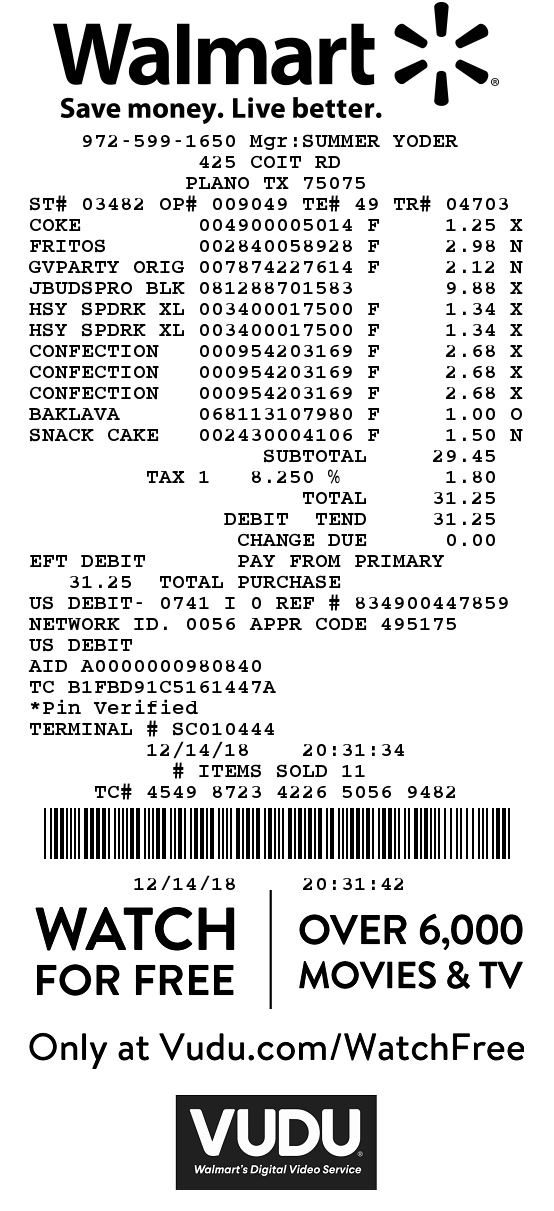 Walmart
Save money. Live better.
972-599-1650 Mgr:SUMMER YODER
425 COIT RD
PLANO TX 75075
ST# 03482 OP# 009049 TE# 49 TR# 04703
COKE 004900005014 F 1.25 X
FRITOS 002840058928 F 2.98 N
GVPARTY ORIG 007874227614 F 2.12 N
JBUDSPRO BLK 081288701583 9.88 X
HSY SPDRK XL 003400017500 F 1.34 X
HSY SPDRK XL 003400017500 F 1.34 X
CONFECTION 000954203169 F 2.68 X
CONFECTION 000954203169 F 2.68 X
CONFECTION 000954203169 F 2.68 X
BAKLAVA 068113107980 F 1.00 O
SNACK CAKE 002430004106 F 1.50 N
SUBTOTAL 29.45
TAX 1 8.250 % 1.80
TOTAL 31.25
DEBIT TEND 31.25
CHANGE DUE 0.00
EFT DEBIT PAY FROM PRIMARY
31.25 TOTAL PURCHASE
US DEBIT- 0741 I 0 REF # 834900447859
NETWORK ID. 0056 APPR CODE 495175
US DEBIT
AID A0000000980840
TC B1FBD91C5161447A
*Pin Verified
TERMINAL # SC010444
12/14/18 20:31:34
# ITEMS SOLD 11
TC# 4549 8723 4226 5056 9482
12/14/18 20:31:42
WATCH
FOR FREE
OVER 6,000
MOVIES & TV
Only at Vudu.com/WatchFree
VUDU
Walmart's Digital Video Service